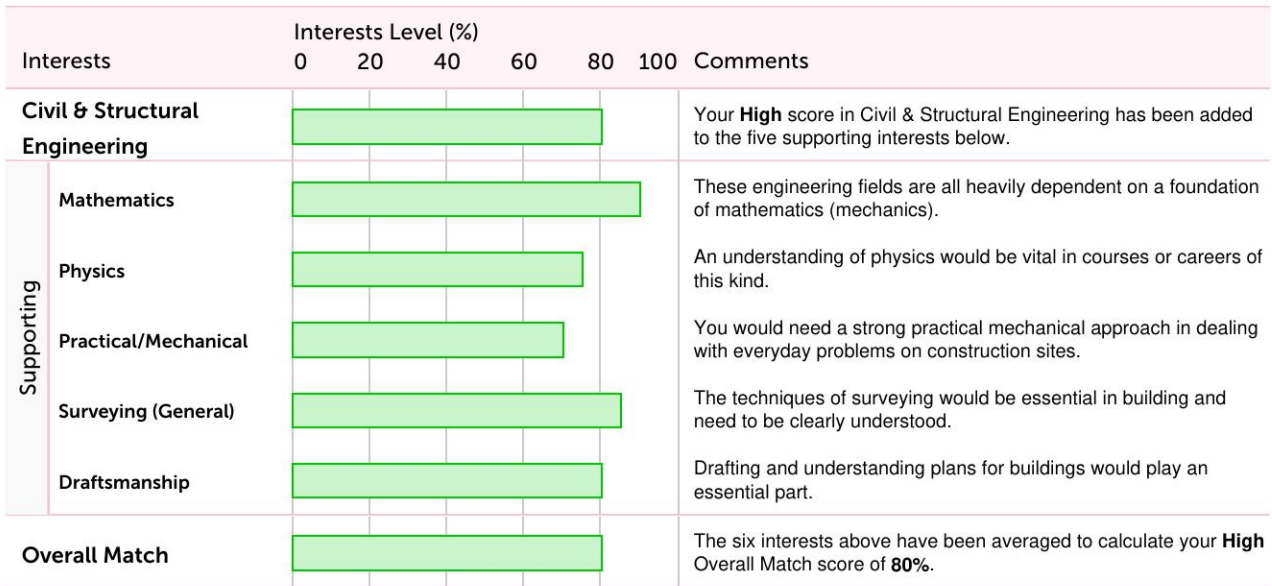 Interests Level (%)
Interests 0 20 40 60 80 100 Comments
Civil & Structural
Engineering
Your High score in Civil & Structural Engineering has been added
to the five supporting interests below.
Supporting
Mathematics
These engineering fields are all heavily dependent on a foundation
of mathematics (mechanics).
Physics
An understanding of physics would be vital in courses or careers of
this kind.
Practical/Mechanical
You would need a strong practical mechanical approach in dealing
with everyday problems on construction sites.
Surveying (General)
The techniques of surveying would be essential in building and
need to be clearly understood.
Draftsmanship
Drafting and understanding plans for buildings would play an
essential part.
Overall Match
The six interests above have been averaged to calculate your High
Overall Match score of 80%.